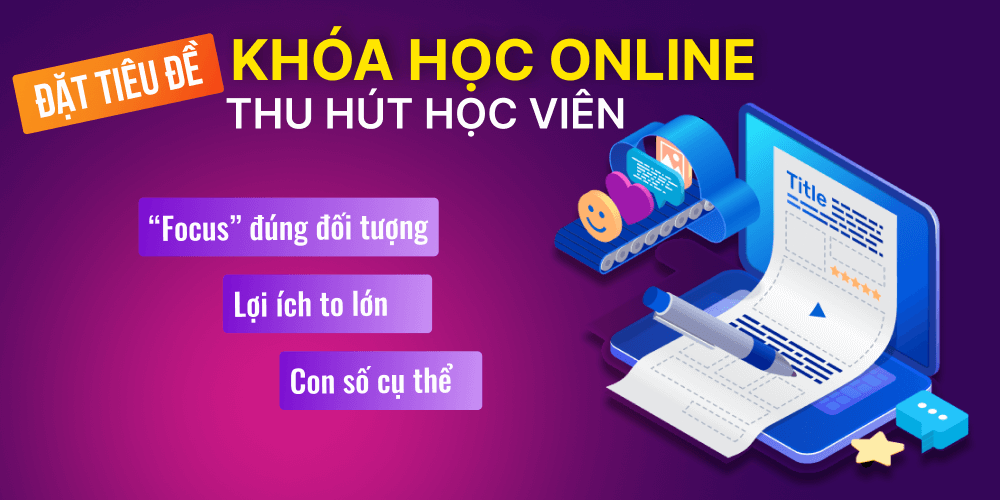 ĐẶT TIÊU ĐỀ
KHÓA HỌC ONLINE
THU HÚT HỌC VIÊN
“Focus” đúng đối tượng
Lợi ích to lớn
Con số cụ thể
Title